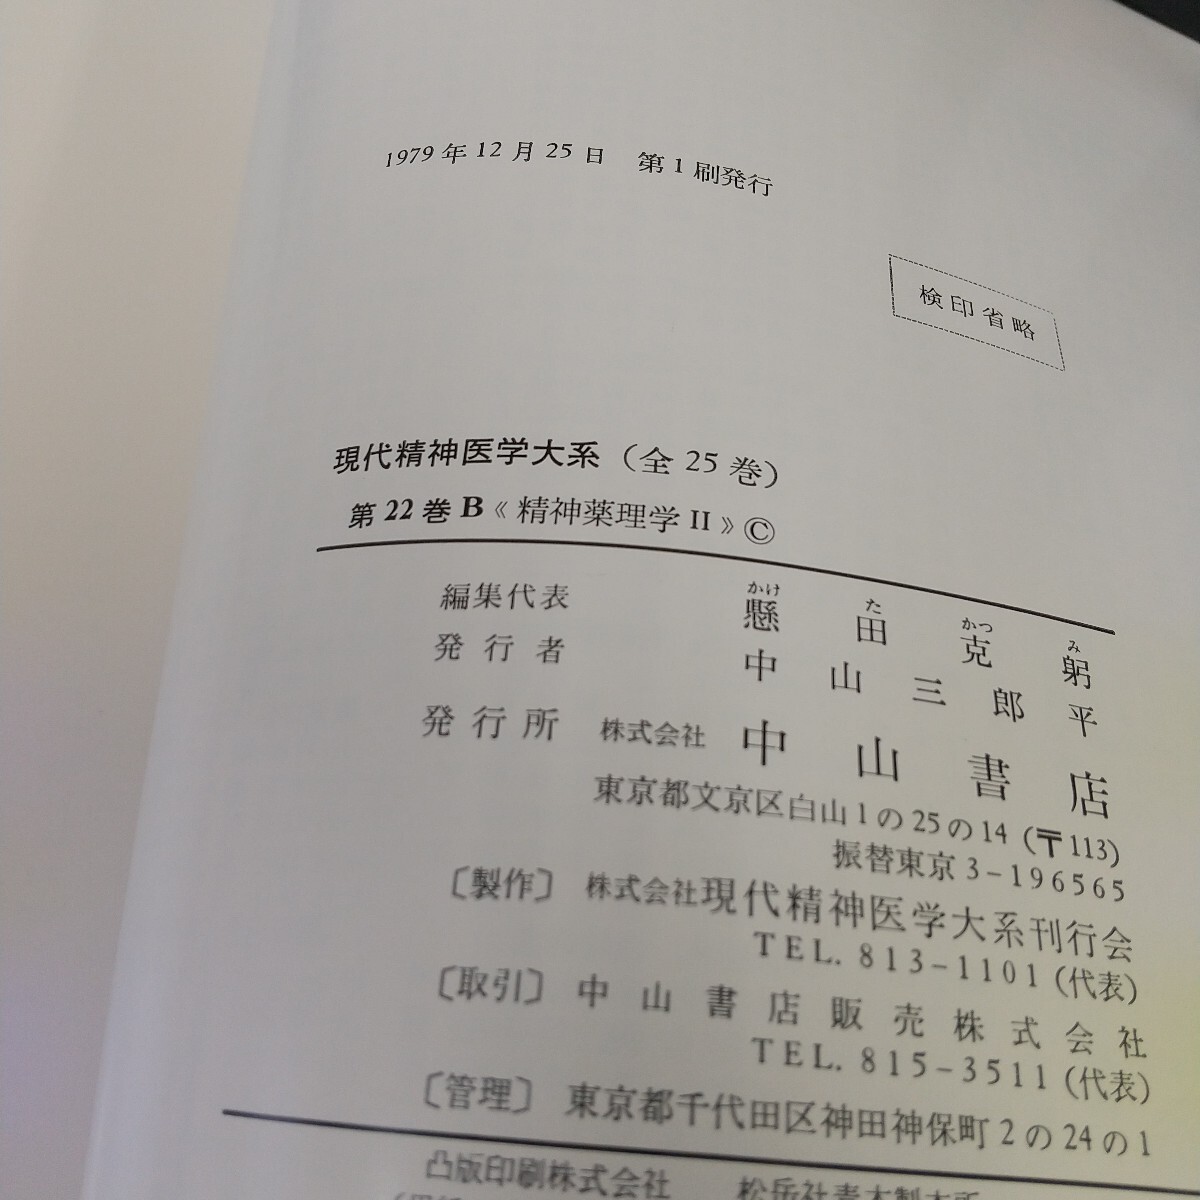 1979年12月25日 第1刷発行
検印省略
現代精神医学大系（全25巻）
第22巻B《精神薬理学II》©
編集代表 懸田克躬
かけ た かつ み
発行者 中山三郎平
発行所 株式会社 中山書店
東京都文京区白山1の25の14（〒113）
振替東京3-196565
〔製作〕 株式会社現代精神医学大系刊行会
TEL. 813-1101（代表）
〔取引〕 中山書店販売株式会社
TEL. 815-3511（代表）
〔管理〕 東京都千代田区神田神保町2の24の1
凸版印刷株式会社 松岳社青木製本所